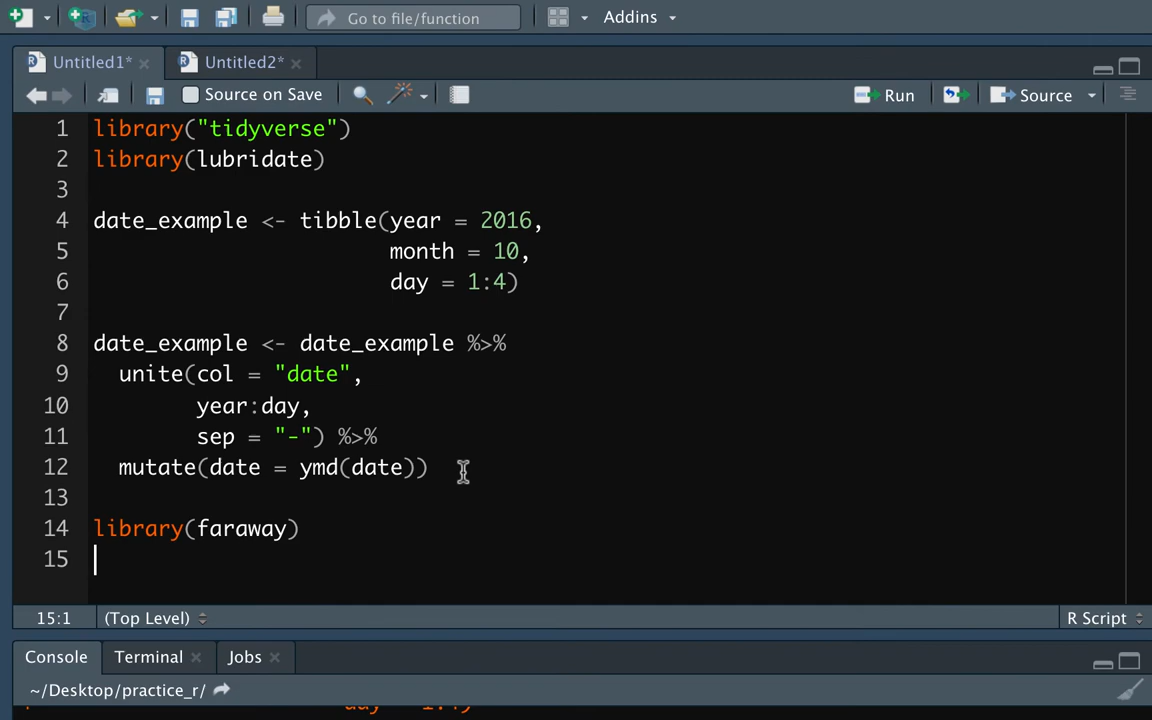 Go to file/function Addins
Untitled1* Untitled2*
Source on Save Run Source
1 library("tidyverse")
2 library(lubridate)
3
4 date_example <- tibble(year = 2016,
5 month = 10,
6 day = 1:4)
7
8 date_example <- date_example %>%
9 unite(col = "date",
10 year:day,
11 sep = "-") %>%
12 mutate(date = ymd(date))
13
14 library(faraway)
15
15:1 (Top Level) R Script
Console Terminal Jobs
~/Desktop/practice_r/